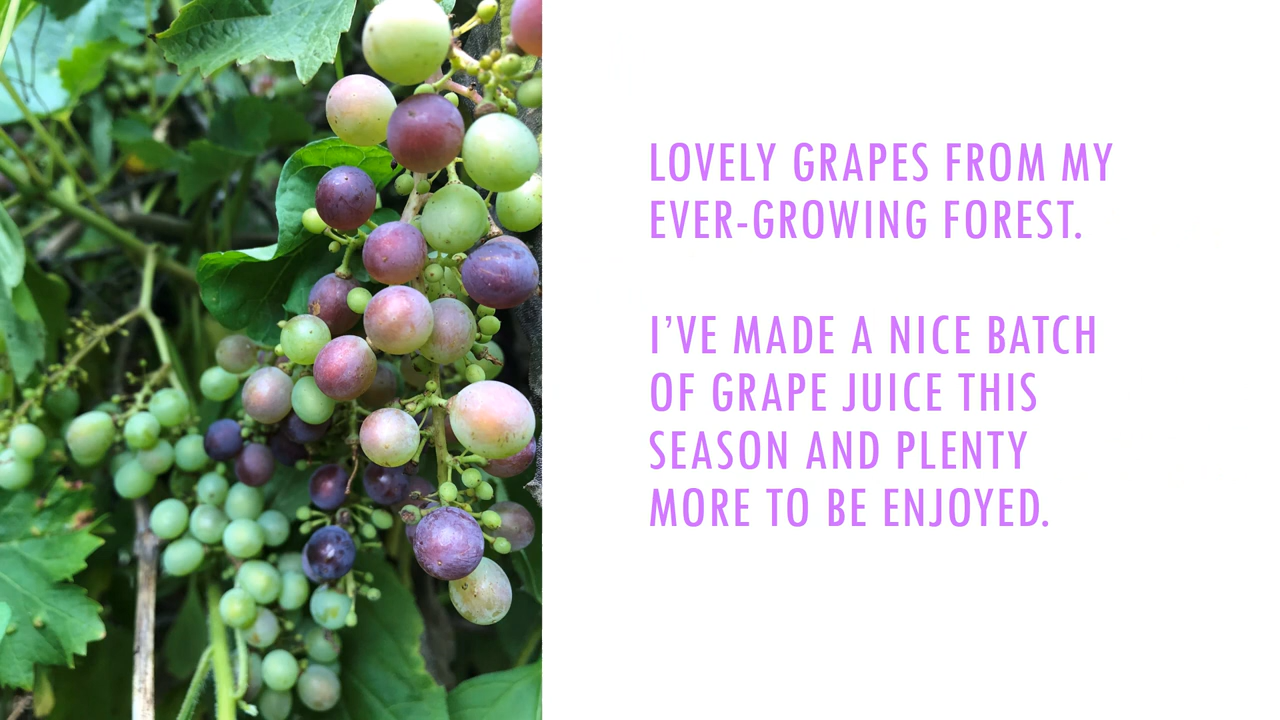 LOVELY GRAPES FROM MY
EVER-GROWING FOREST.
I’VE MADE A NICE BATCH
OF GRAPE JUICE THIS
SEASON AND PLENTY
MORE TO BE ENJOYED.